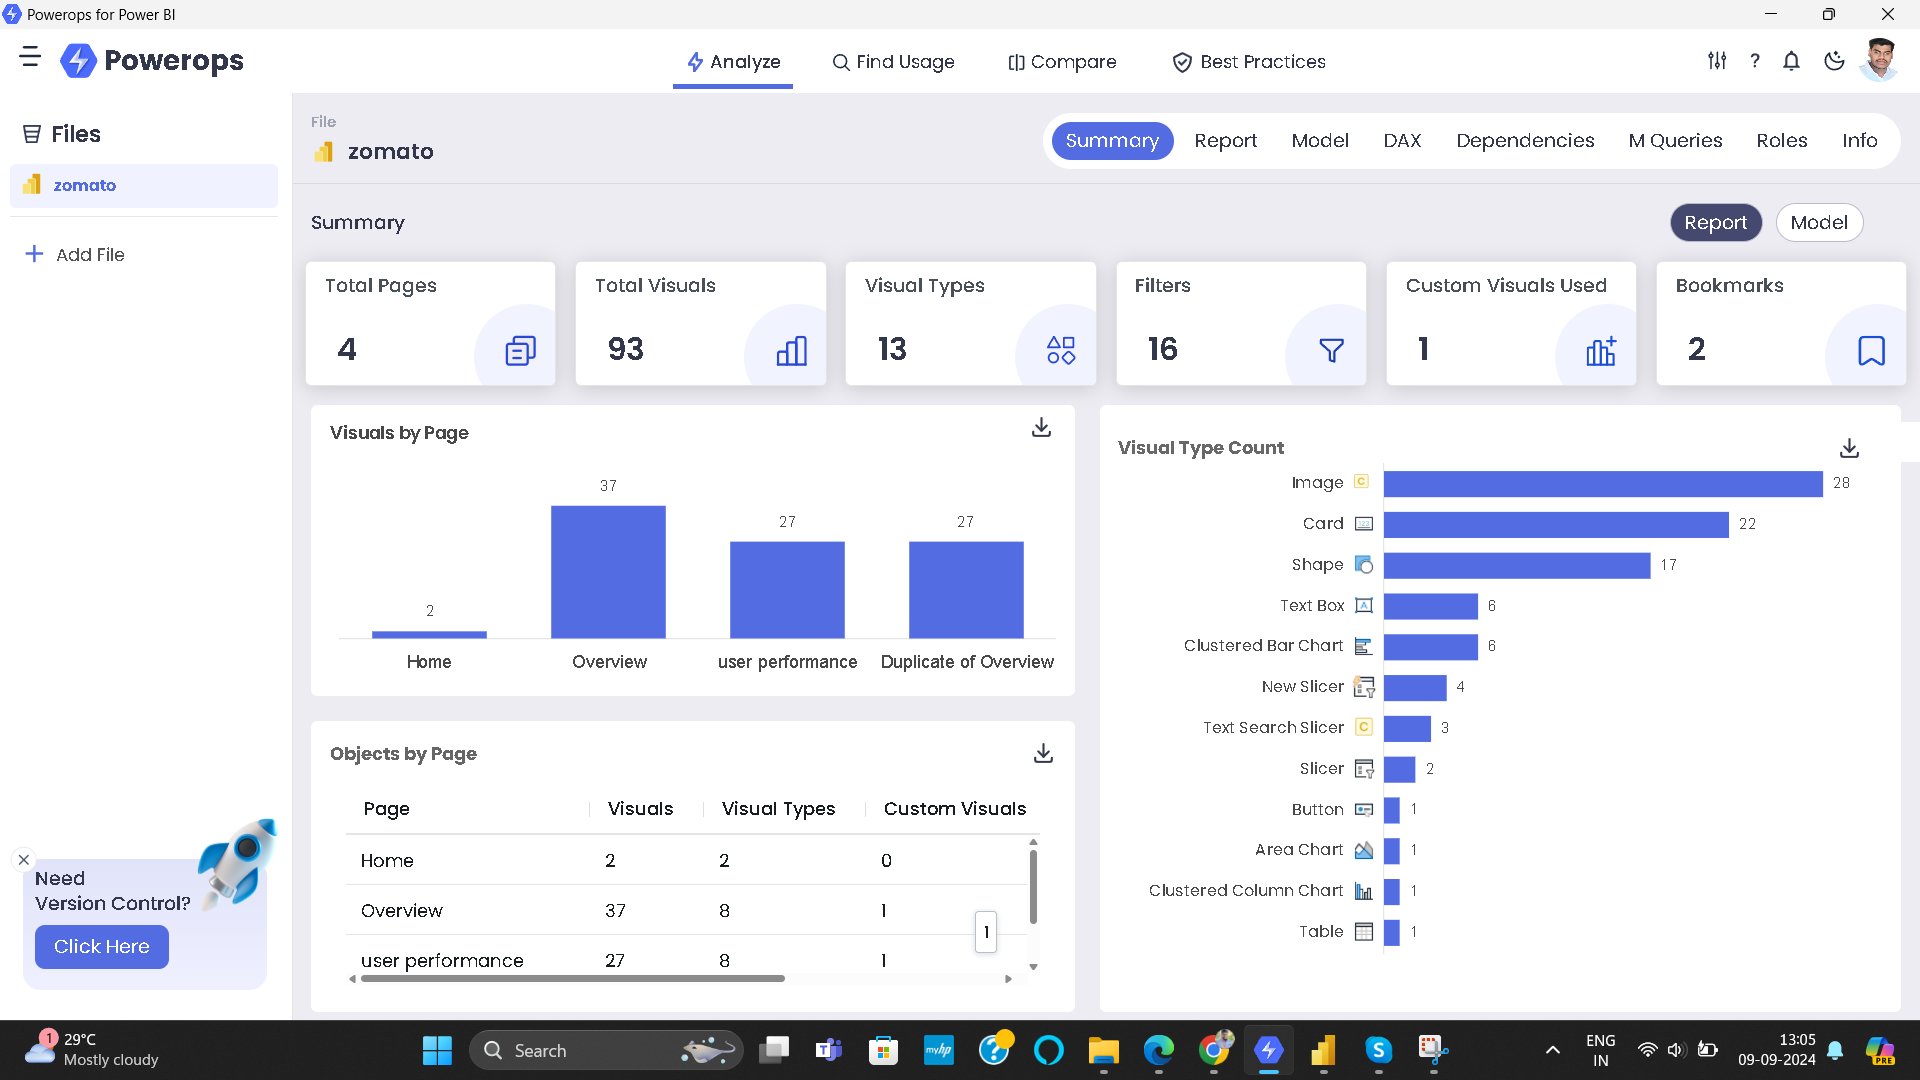 Powerops for Power BI
Powerops
Analyze
Find Usage
Compare
Best Practices
?
Files
zomato
Add File
File
zomato
Summary
Report
Model
DAX
Dependencies
M Queries
Roles
Info
Summary
Report
Model
Total Pages
4
Total Visuals
93
Visual Types
13
Filters
16
Custom Visuals Used
1
Bookmarks
2
Visuals by Page
2
37
27
27
Home
Overview
user performance
Duplicate of Overview
Objects by Page
Page Visuals Visual Types Custom Visuals
Home 2 2 0
Overview 37 8 1
1
user performance 27 8 1
Visual Type Count
Image C 28
Card 123 22
Shape 17
Text Box A 6
Clustered Bar Chart 6
New Slicer 4
Text Search Slicer C 3
Slicer 2
Button 1
Area Chart 1
Clustered Column Chart 1
Table 1
Need
Version Control?
Click Here
1
29°C
Mostly cloudy
Search
T
myhp
?
S
ENG
IN
13:05
09-09-2024
PRE